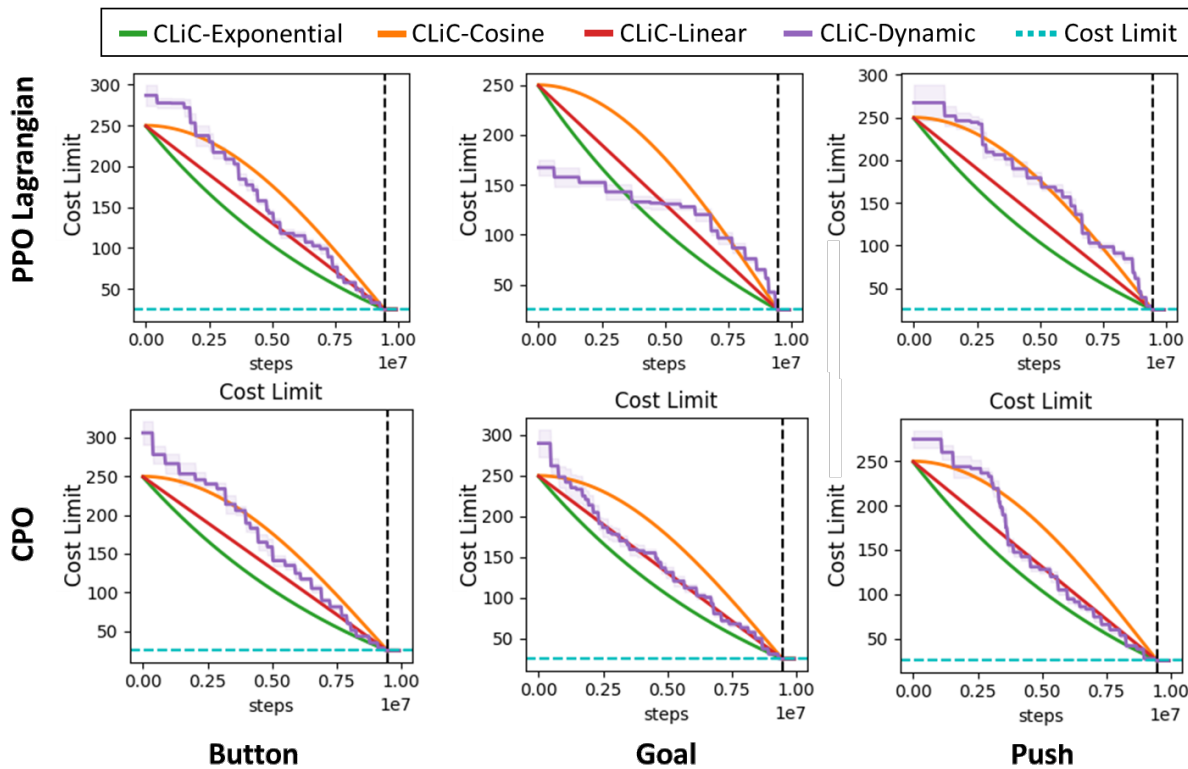 CLiC-Exponential CLiC-Cosine CLiC-Linear CLiC-Dynamic Cost Limit
PPO Lagrangian
Cost Limit
300
250
200
150
100
50
0.00 0.25 0.50 0.75 1.00
steps
1e7
Cost Limit
250
200
150
100
50
0.00 0.25 0.50 0.75 1.00
steps
1e7
Cost Limit
300
250
200
150
100
50
0.00 0.25 0.50 0.75 1.00
steps
1e7
CPO
Cost Limit
Cost Limit
300
250
200
150
100
50
0.00 0.25 0.50 0.75 1.00
steps
1e7
Button
Cost Limit
Cost Limit
300
250
200
150
100
50
0.00 0.25 0.50 0.75 1.00
steps
1e7
Goal
Cost Limit
Cost Limit
250
200
150
100
50
0.00 0.25 0.50 0.75 1.00
steps
1e7
Push